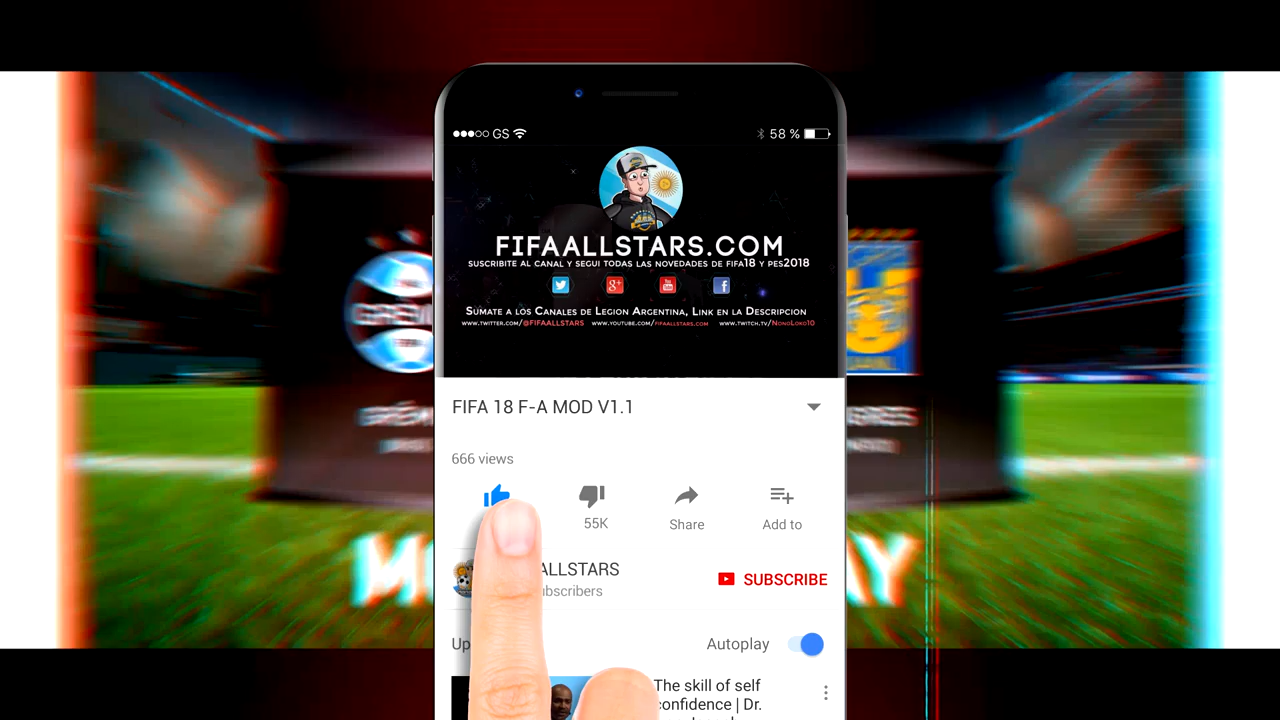 GS
58 %
FIFAALLSTARS.COM
SUSCRIBITE AL CANAL Y SEGUI TODAS LAS NOVEDADES DE FIFA18 Y PES2018
SÚMATE A LOS CANALES DE LEGION ARGENTINA, LINK EN LA DESCRIPCION
WWW.TWITTER.COM/@FIFAALLSTARS WWW.YOUTUBE.COM/FIFAALLSTARS.COM WWW.TWITCH.TV/NONOLOKO10
FIFA 18 F-A MOD V1.1
666 views
55K
Share
Add to
ALLSTARS
SUBSCRIBE
Autoplay
The skill of self
confidence | Dr.